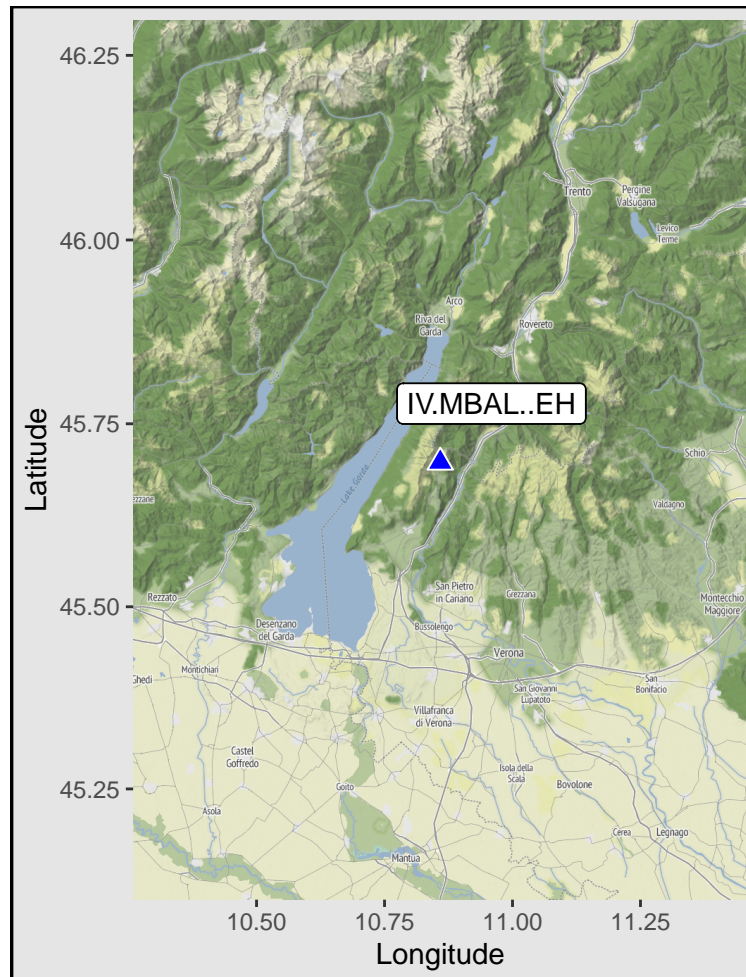 46.25
46.00
45.75
45.50
45.25
Latitude
10.50
10.75
11.00
11.25
Longitude
Trento
Pergine
Valsugana
Levico
Terme
Arco
Riva del
Garda
Rovereto
IV.MBAL..EH
Lake Garda
Schio
Valdagno
ezzane
Rezzato
San Pietro
in Cariano
Grezzana
Montecchio
Maggiore
Desenzano
del Garda
Bussolengo
Verona
Ghedi
Montichiari
San Giovanni
Lupatoto
San
Bonifacio
Villafranca
di Verona
Castel
Goffredo
Isola della
Scala
Bovolone
Goito
Asola
Cerea
Legnago
Mantua